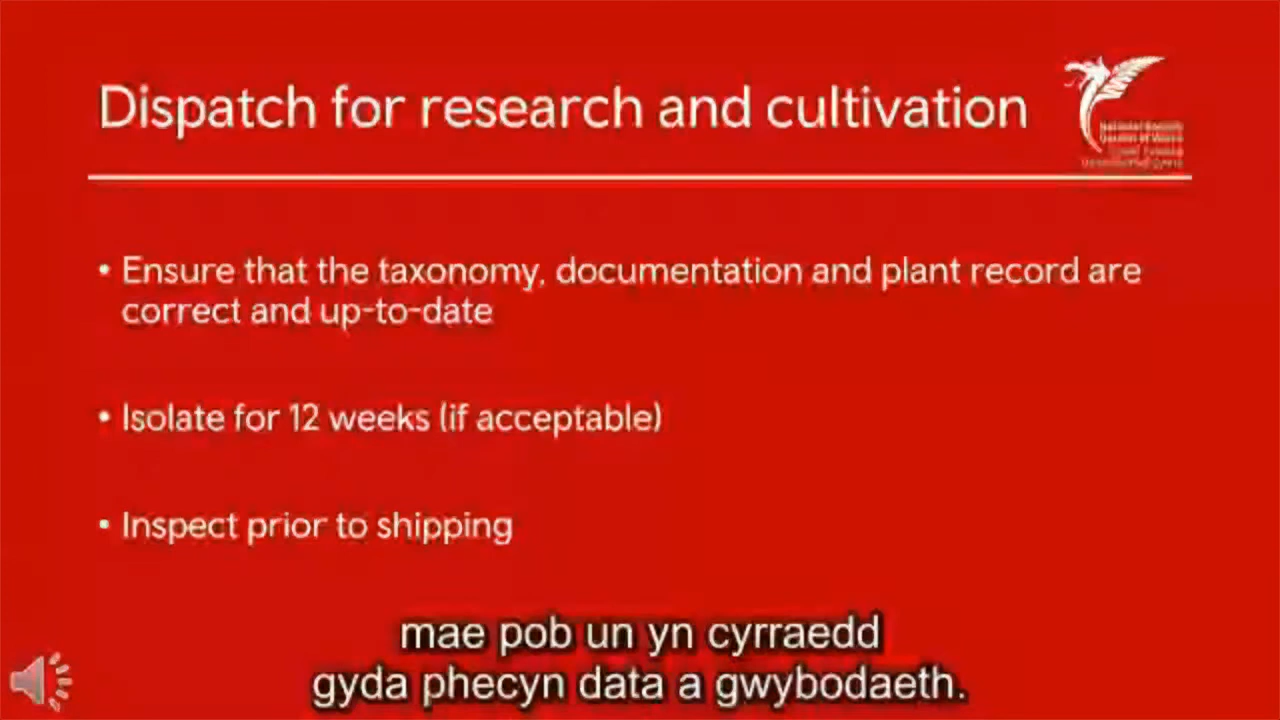 Dispatch for research and cultivation
• Ensure that the taxonomy, documentation and plant record are
correct and up-to-date
• Isolate for 12 weeks (if acceptable)
• Inspect prior to shipping
mae pob un yn cyrraedd
gyda phecyn data a gwybodaeth.